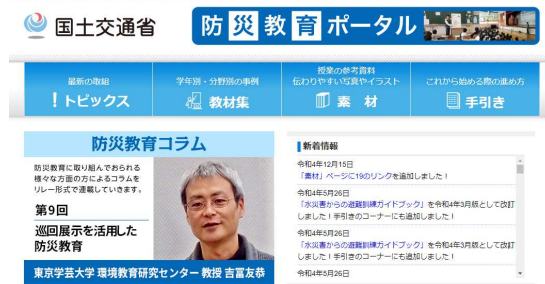 国土交通省
防災教育ポータル
最新の取組
！トピックス
学年別・分野別の事例
教材集
授業の参考資料
伝わりやすい写真やイラスト
素 材
これから始める際の進め方
手引き
防災教育コラム
防災教育に取り組んでおられる
様々な方面の方によるコラムを
リレー形式で連載していきます。
第9回
巡回展示を活用した
防災教育
東京学芸大学 環境教育研究センター 教授 吉冨友恭
新着情報
令和4年12月15日
「素材」ページに19のリンクを追加しました！
令和4年5月26日
「水災害からの避難訓練ガイドブック」を令和4年3月版として改訂
しました！手引きのコーナーにも追加しました！
令和4年5月26日
「水災害からの避難訓練ガイドブック」を令和4年3月版として改訂
しました！手引きのコーナーにも追加しました！
令和4年5月26日